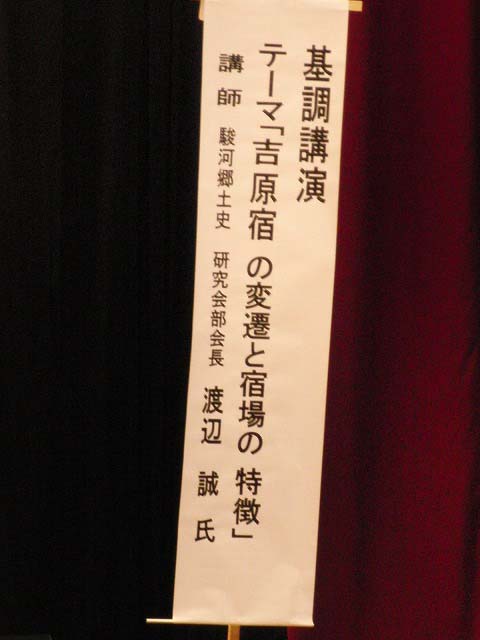 基調講演
テーマ「吉原宿の変遷と宿場の特徴」
講師 駿河郷土史 研究会部会長 渡辺 誠 氏